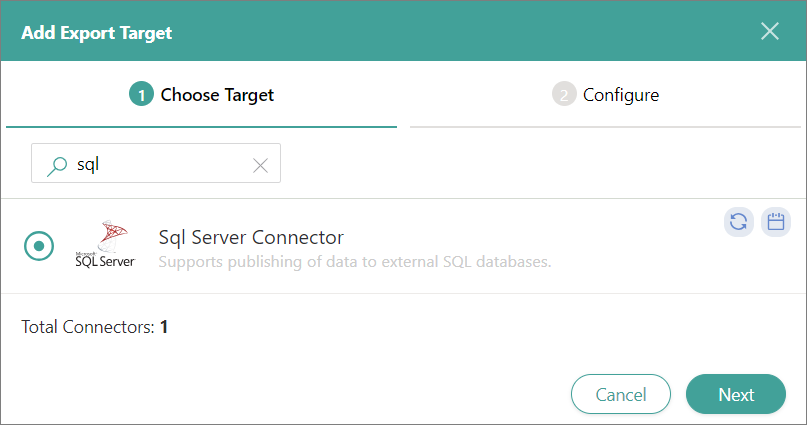 Add Export Target
1 Choose Target
2 Configure
sql
Microsoft
SQL Server
Sql Server Connector
Supports publishing of data to external SQL databases.
Total Connectors: 1
Cancel
Next